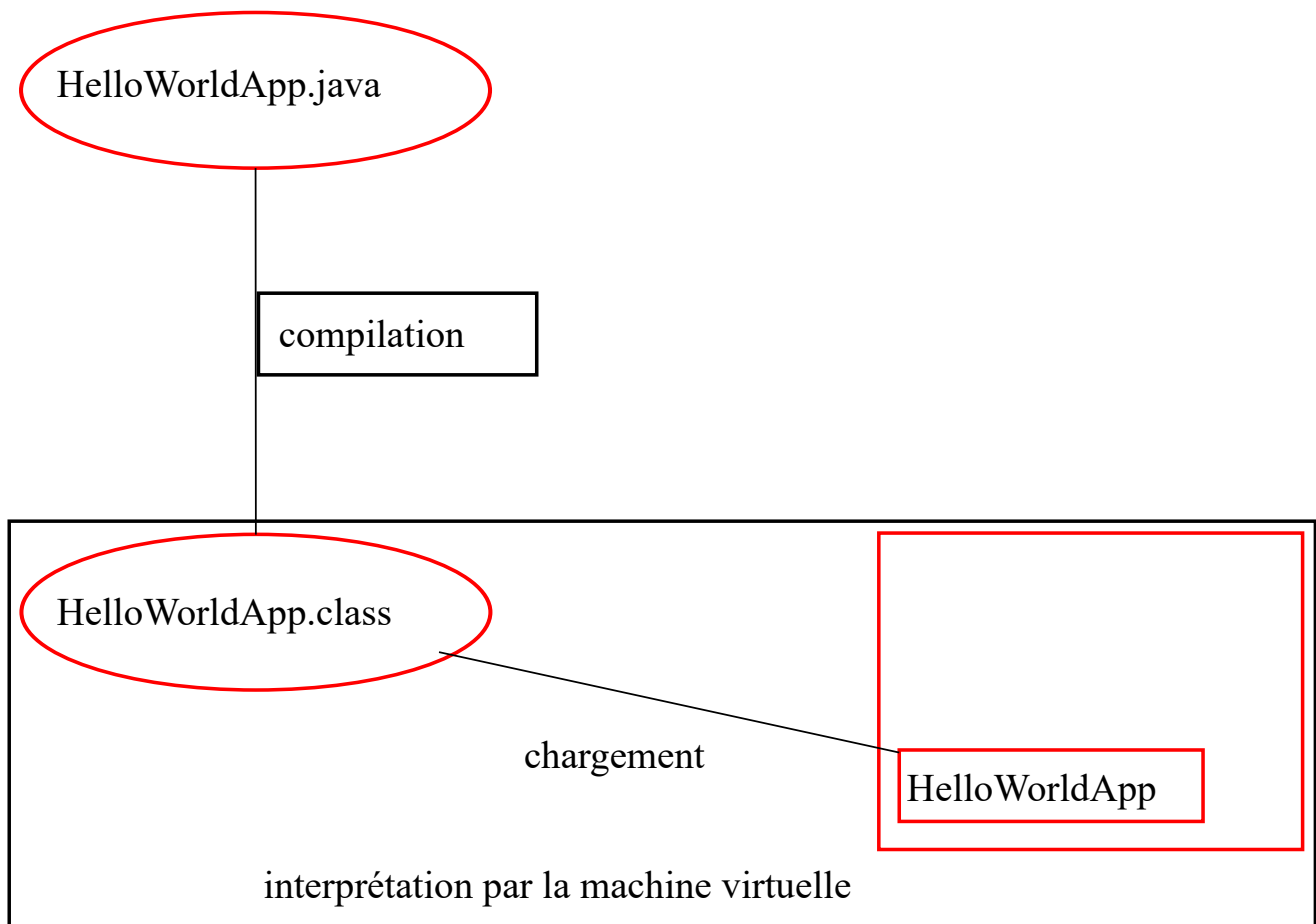 HelloWorldApp.java
compilation
HelloWorldApp.class
chargement
HelloWorldApp
interprétation par la machine virtuelle